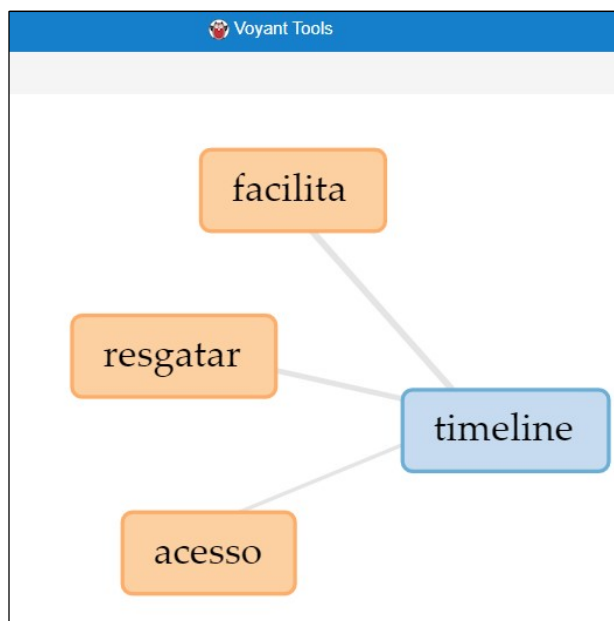 Voyant Tools
facilita
resgatar
timeline
acesso